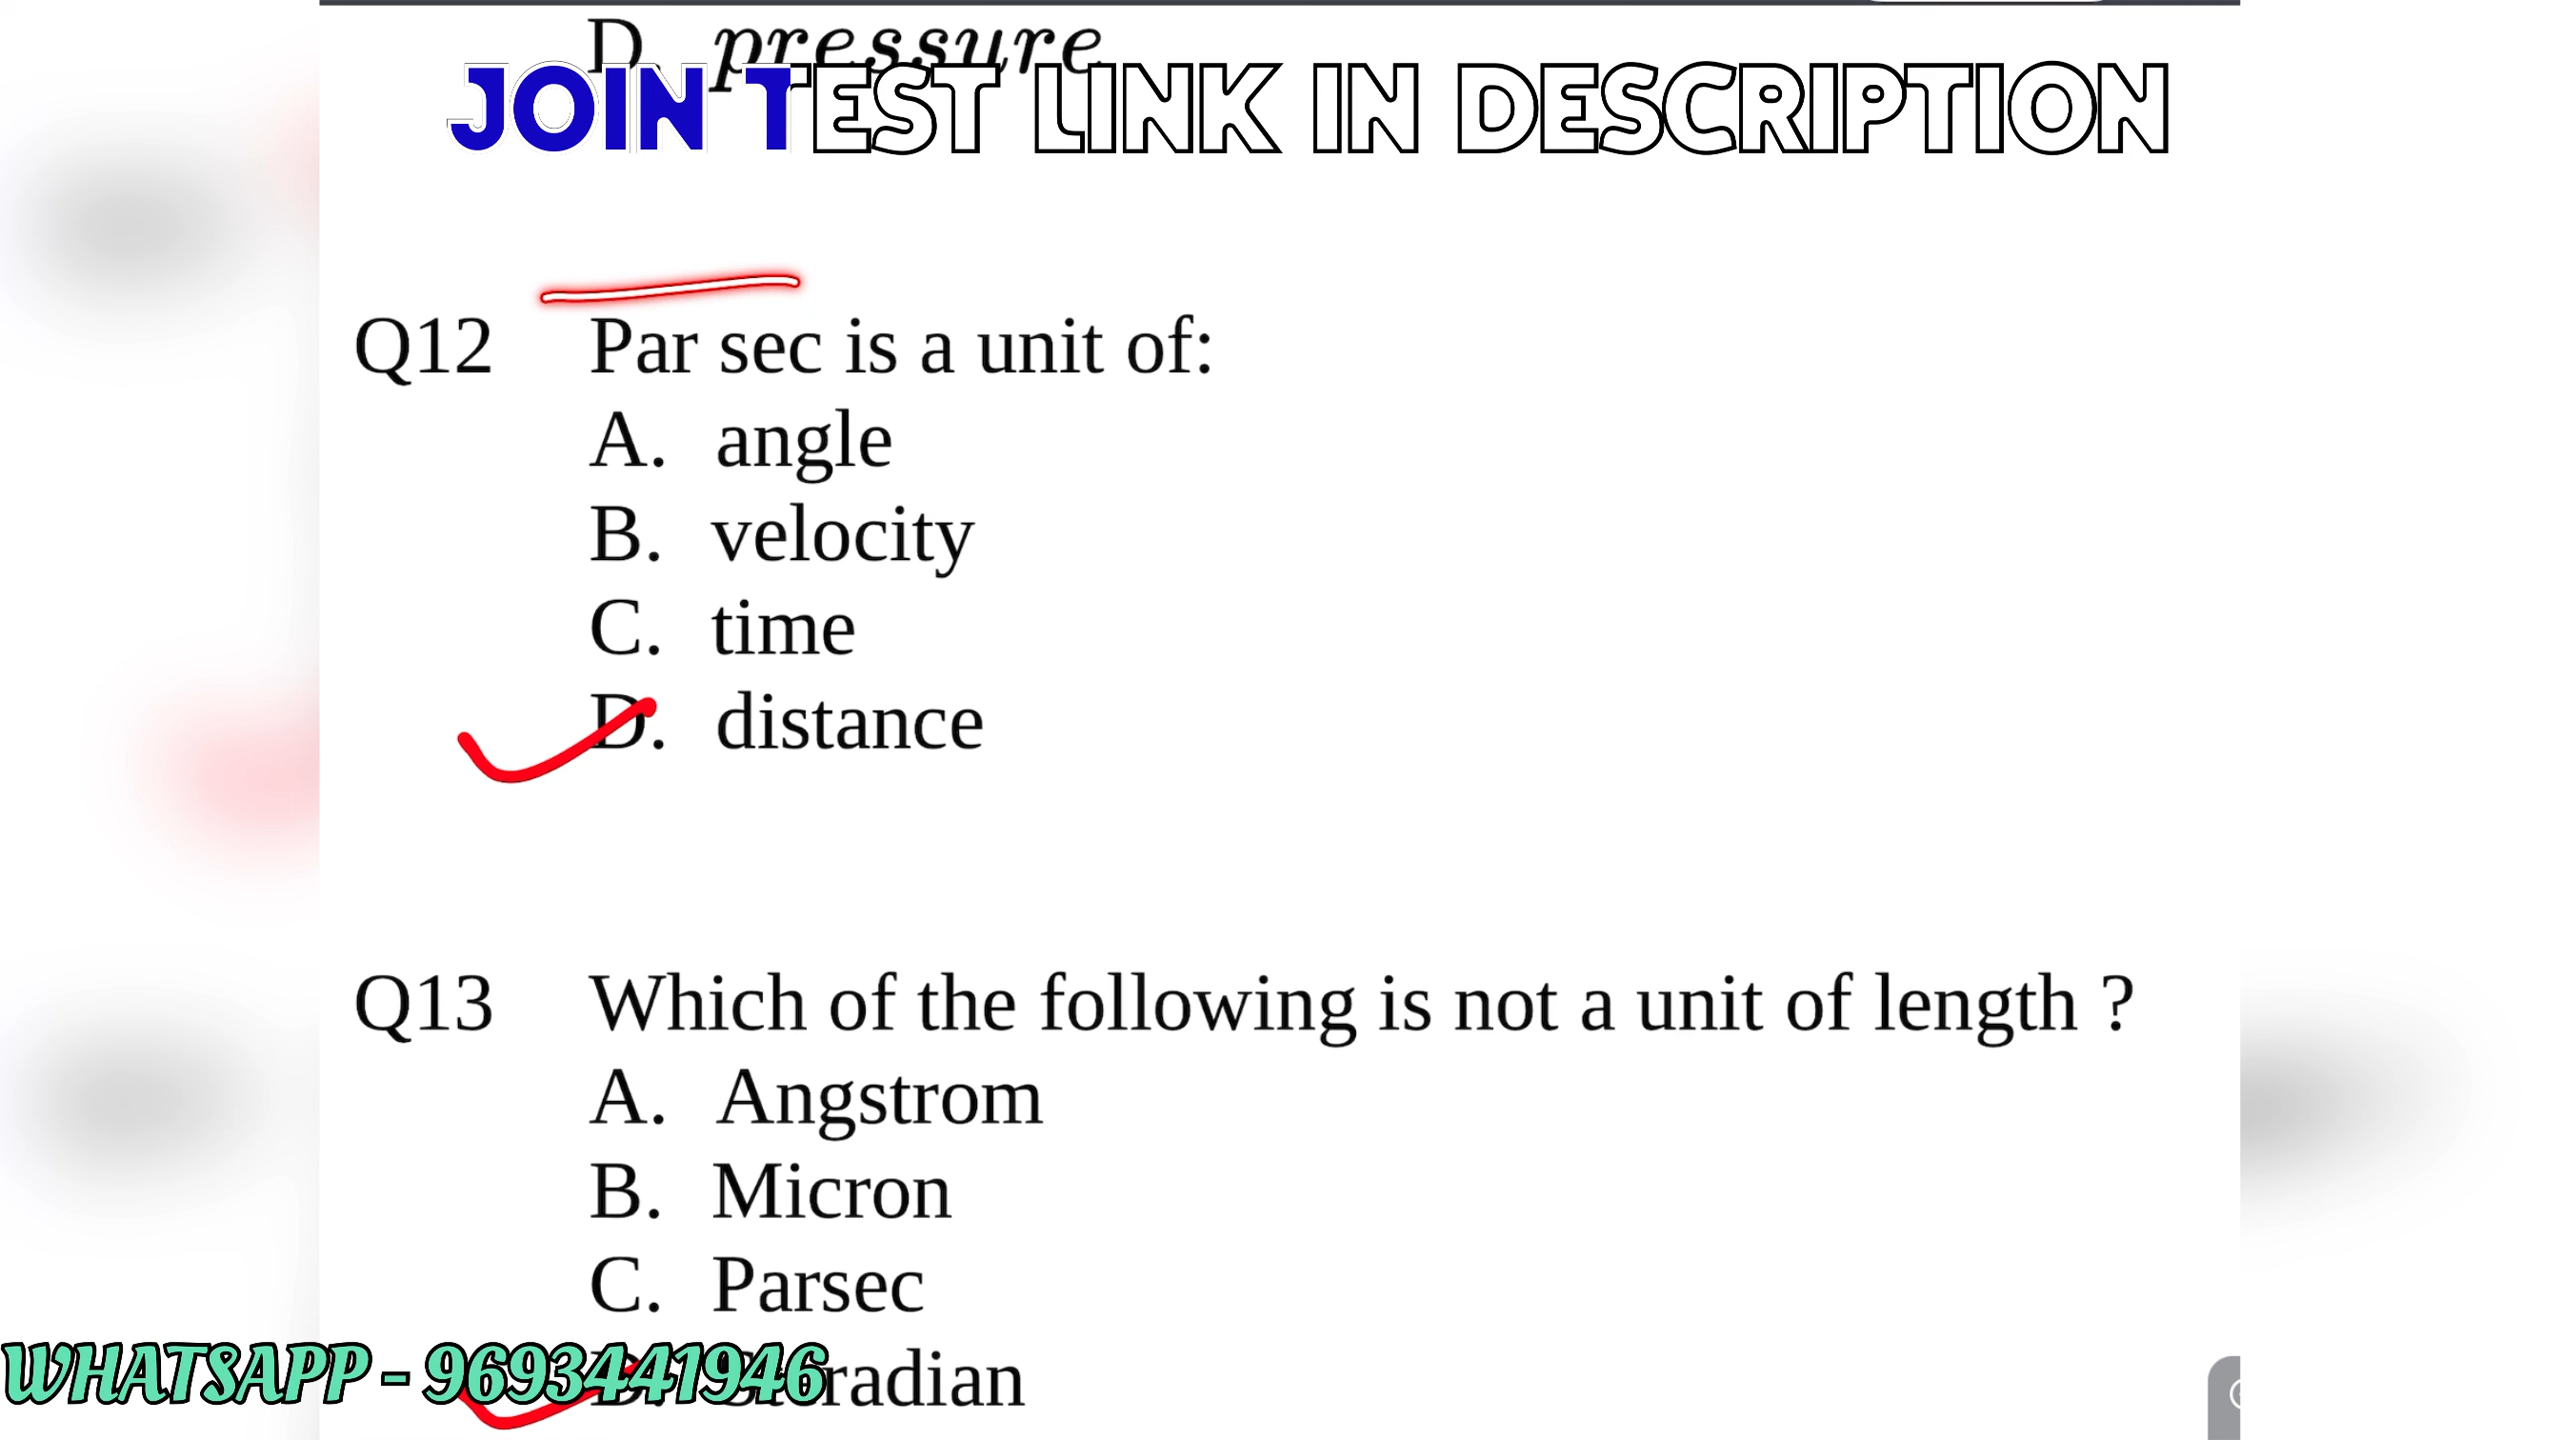 D. pressure
JOIN TEST LINK IN DESCRIPTION
Q12 Par sec is a unit of:
A. angle
B. velocity
C. time
D. distance
Q13 Which of the following is not a unit of length ?
A. Angstrom
B. Micron
C. Parsec
D. Steradian
WHATSAPP - 9693441946